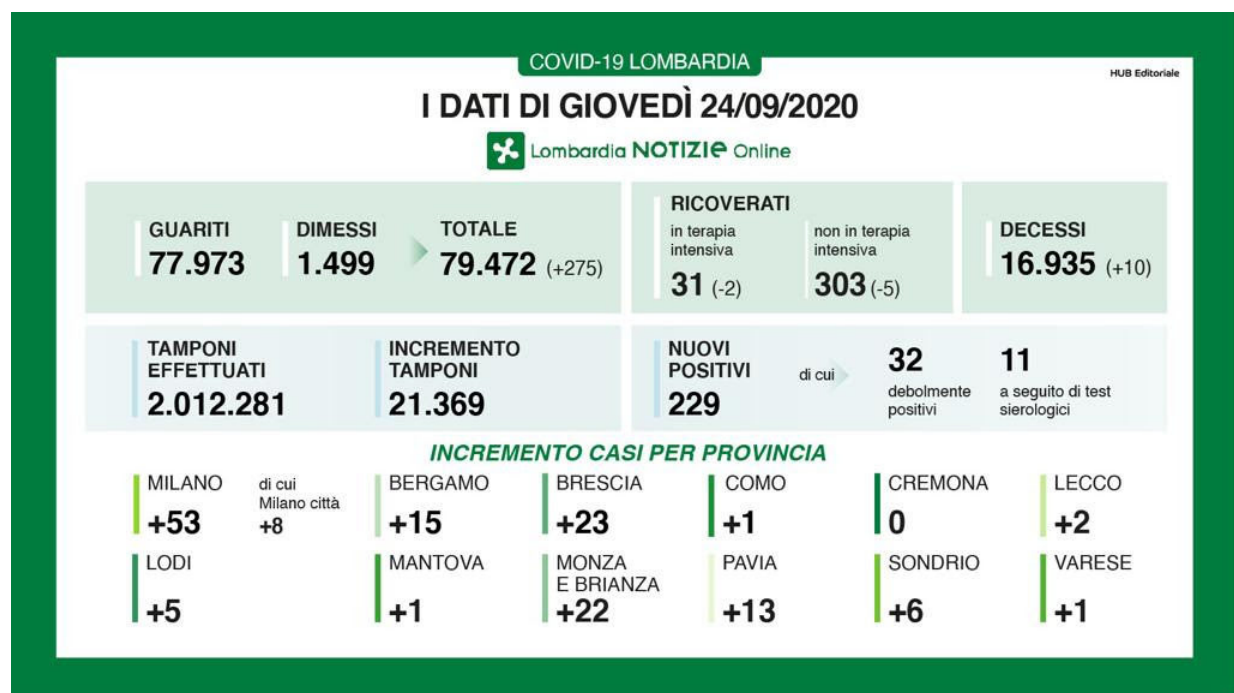 COVID-19 LOMBARDIA
HUB Editoriale
I DATI DI GIOVEDÌ 24/09/2020
Lombardia NOTIZIE Online
GUARITI
77.973
DIMESSI
1.499
TOTALE
79.472 (+275)
RICOVERATI
in terapia
intensiva
31 (-2)
non in terapia
intensiva
303 (-5)
DECESSI
16.935 (+10)
TAMPONI
EFFETTUATI
2.012.281
INCREMENTO
TAMPONI
21.369
NUOVI
POSITIVI
229
di cui
32
debolmente
positivi
11
a seguito di test
sierologici
INCREMENTO CASI PER PROVINCIA
MILANO
+53
di cui
Milano città
+8
BERGAMO
+15
BRESCIA
+23
COMO
+1
CREMONA
0
LECCO
+2
LODI
+5
MANTOVA
+1
MONZA
E BRIANZA
+22
PAVIA
+13
SONDRIO
+6
VARESE
+1